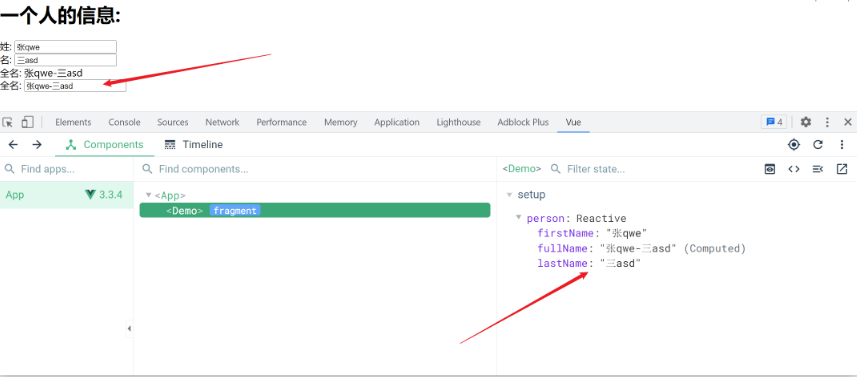 一个人的信息:
姓: 张qwe
名: 三asd
全名: 张qwe-三asd
全名: 张qwe-三asd
Elements Console Sources Network Performance Memory Application Lighthouse Adblock Plus Vue 4
Components Timeline
Find apps... Find components... <Demo> Filter state...
App 3.3.4 <App> setup
<Demo> fragment person: Reactive
firstName: "张qwe"
fullName: "张qwe-三asd" (Computed)
lastName: "三asd"